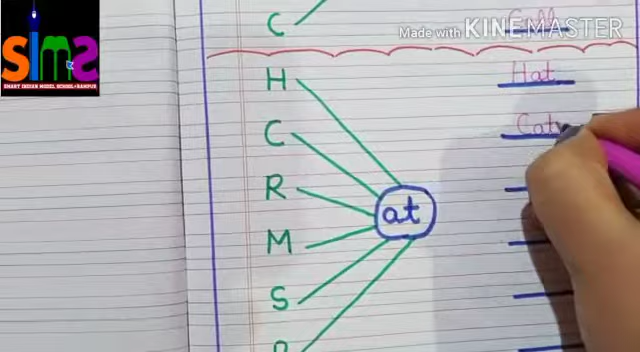 C
Made with KINEMASTER
sims
SMART INDIAN MODEL SCHOOL-RAMPUR
H
Hat
C
Cat
R
at
M
S